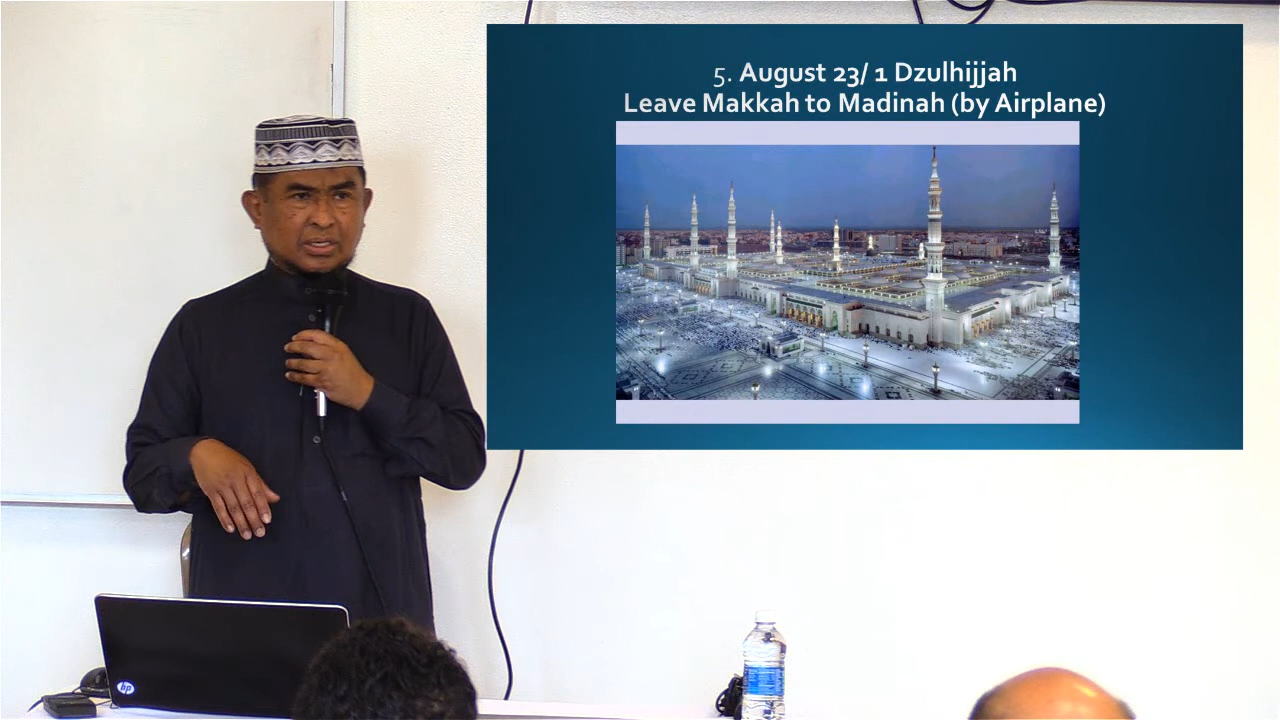 5. August 23/ 1 Dzulhijjah
Leave Makkah to Madinah (by Airplane)
hp